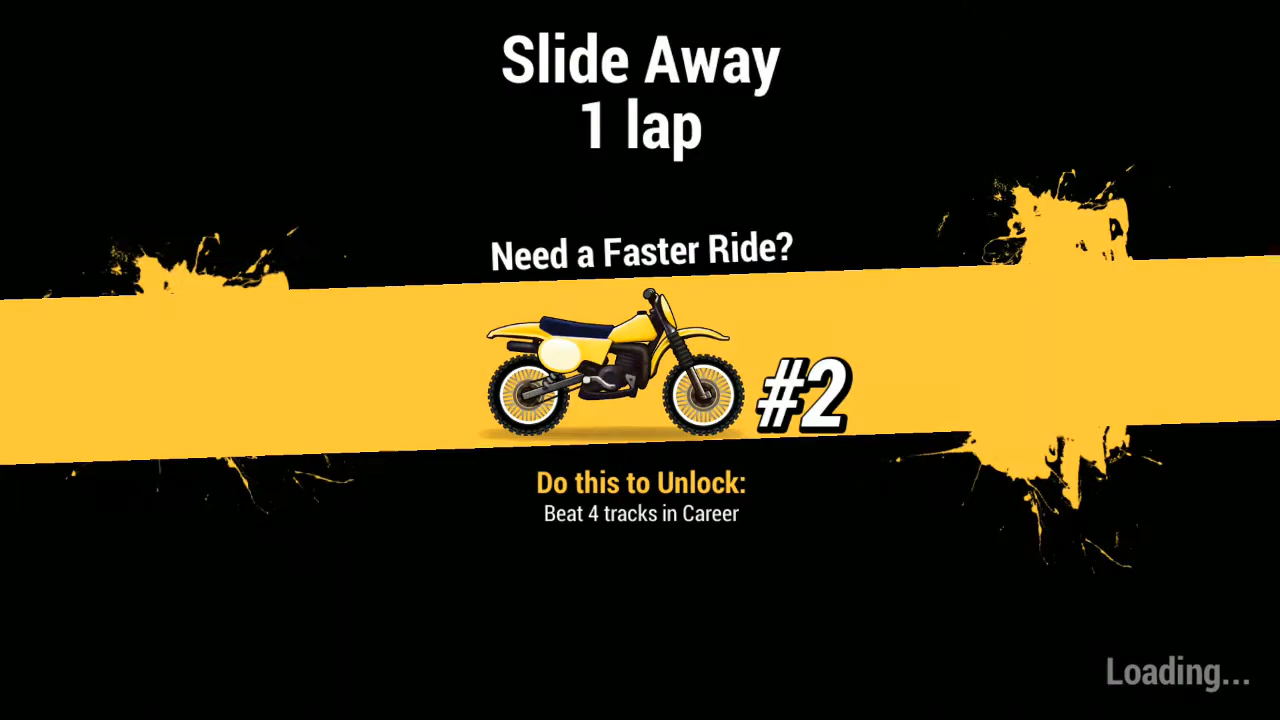 Slide Away
1 lap
Need a Faster Ride?
#2
Do this to Unlock:
Beat 4 tracks in Career
Loading...